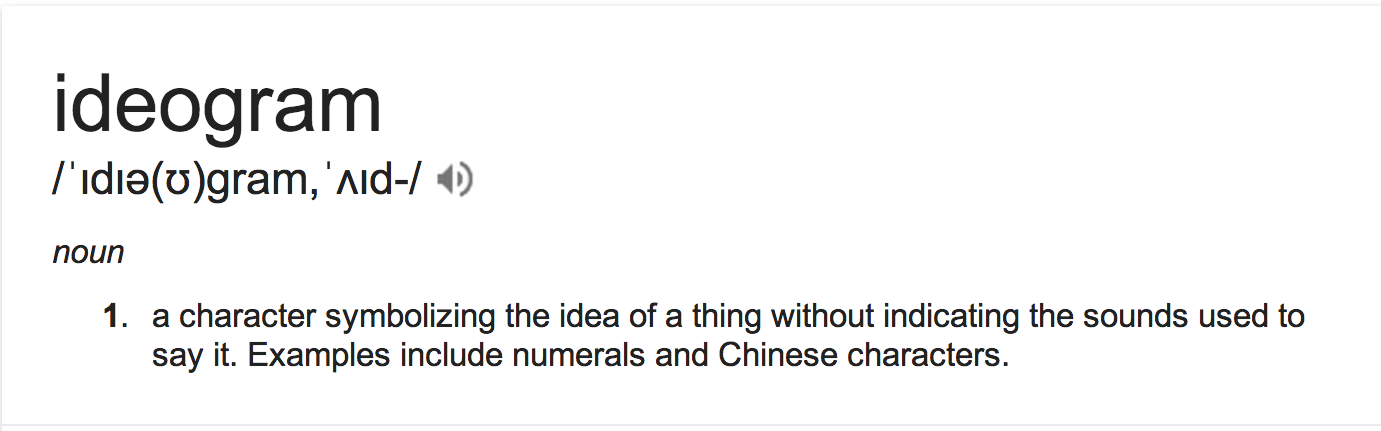 ideogram
/ˈɪdɪə(ʊ)gram,ˈʌɪd-/
noun
1. a character symbolizing the idea of a thing without indicating the sounds used to
say it. Examples include numerals and Chinese characters.